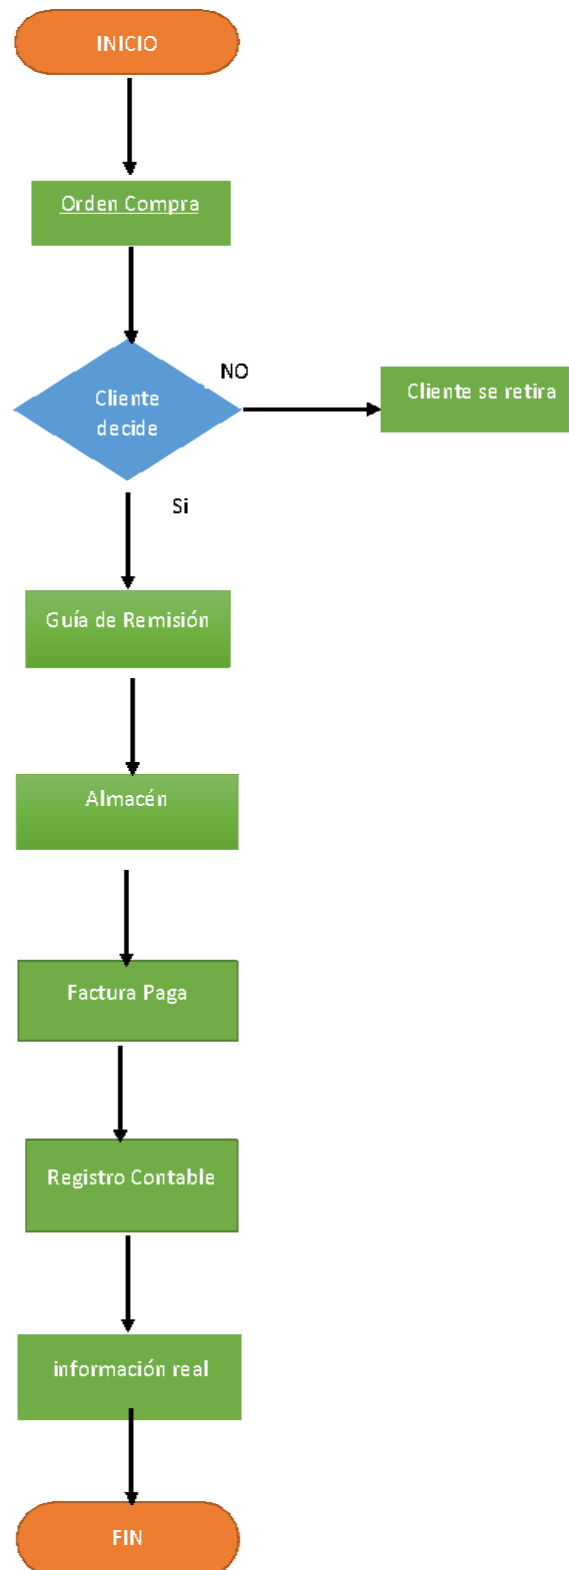 INICIO
Orden Compra
Cliente
decide
NO
Cliente se retira
Si
Guía de Remisión
Almacén
Factura Paga
Registro Contable
información real
FIN